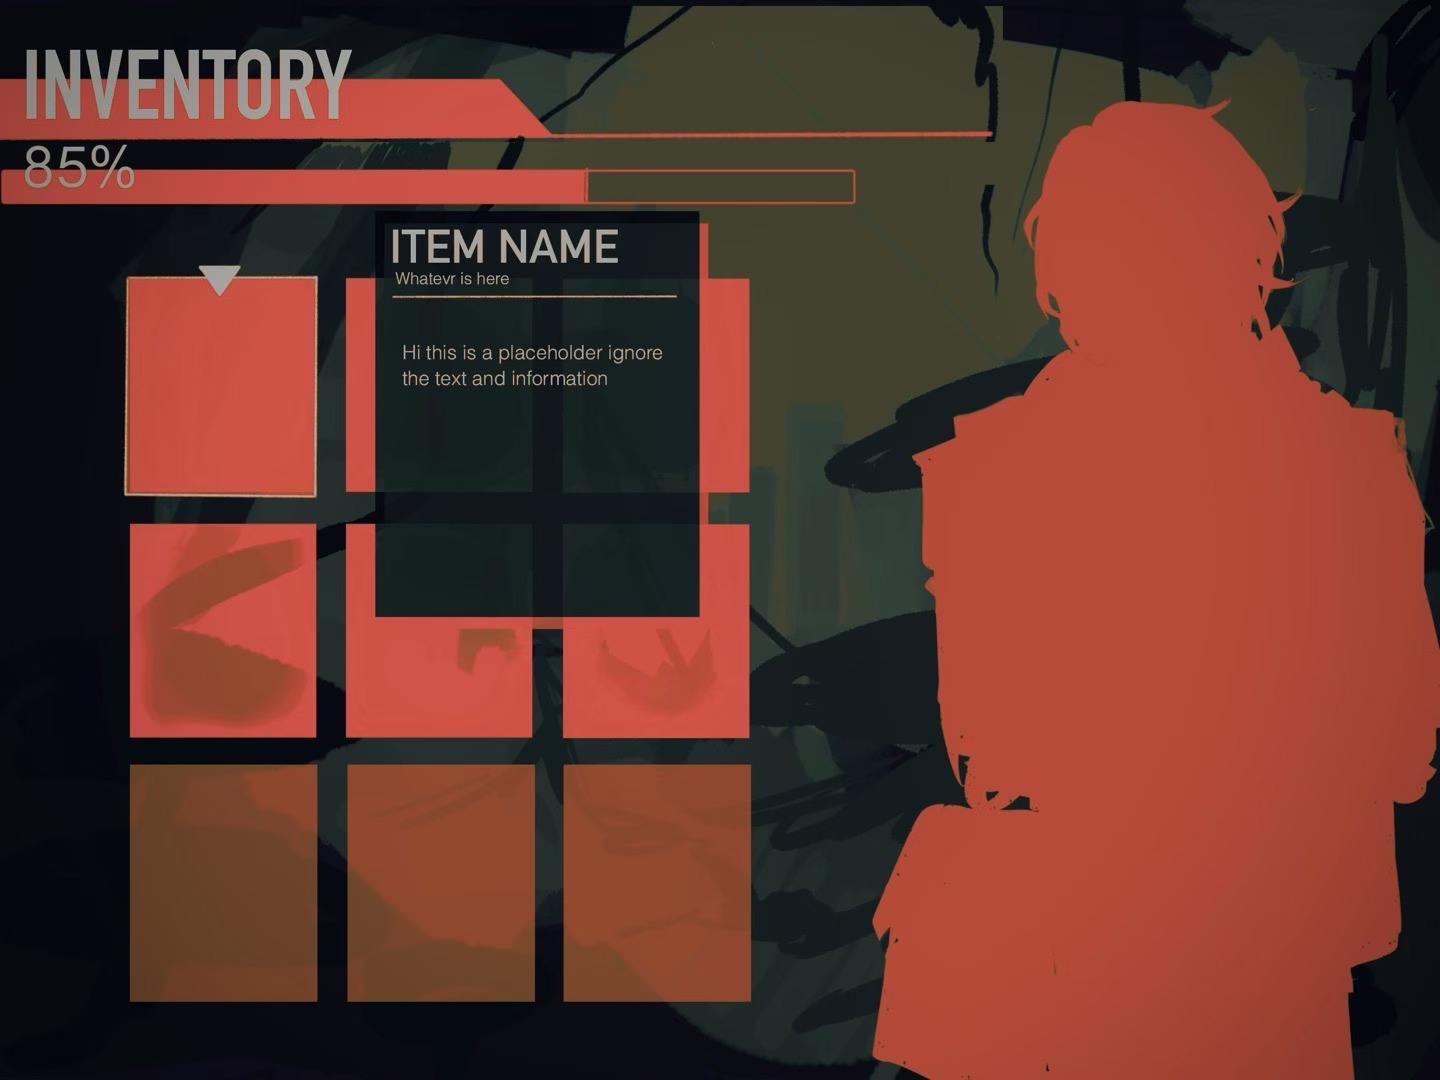 INVENTORY
85%
ITEM NAME
Whatevr is here
Hi this is a placeholder ignore
the text and information